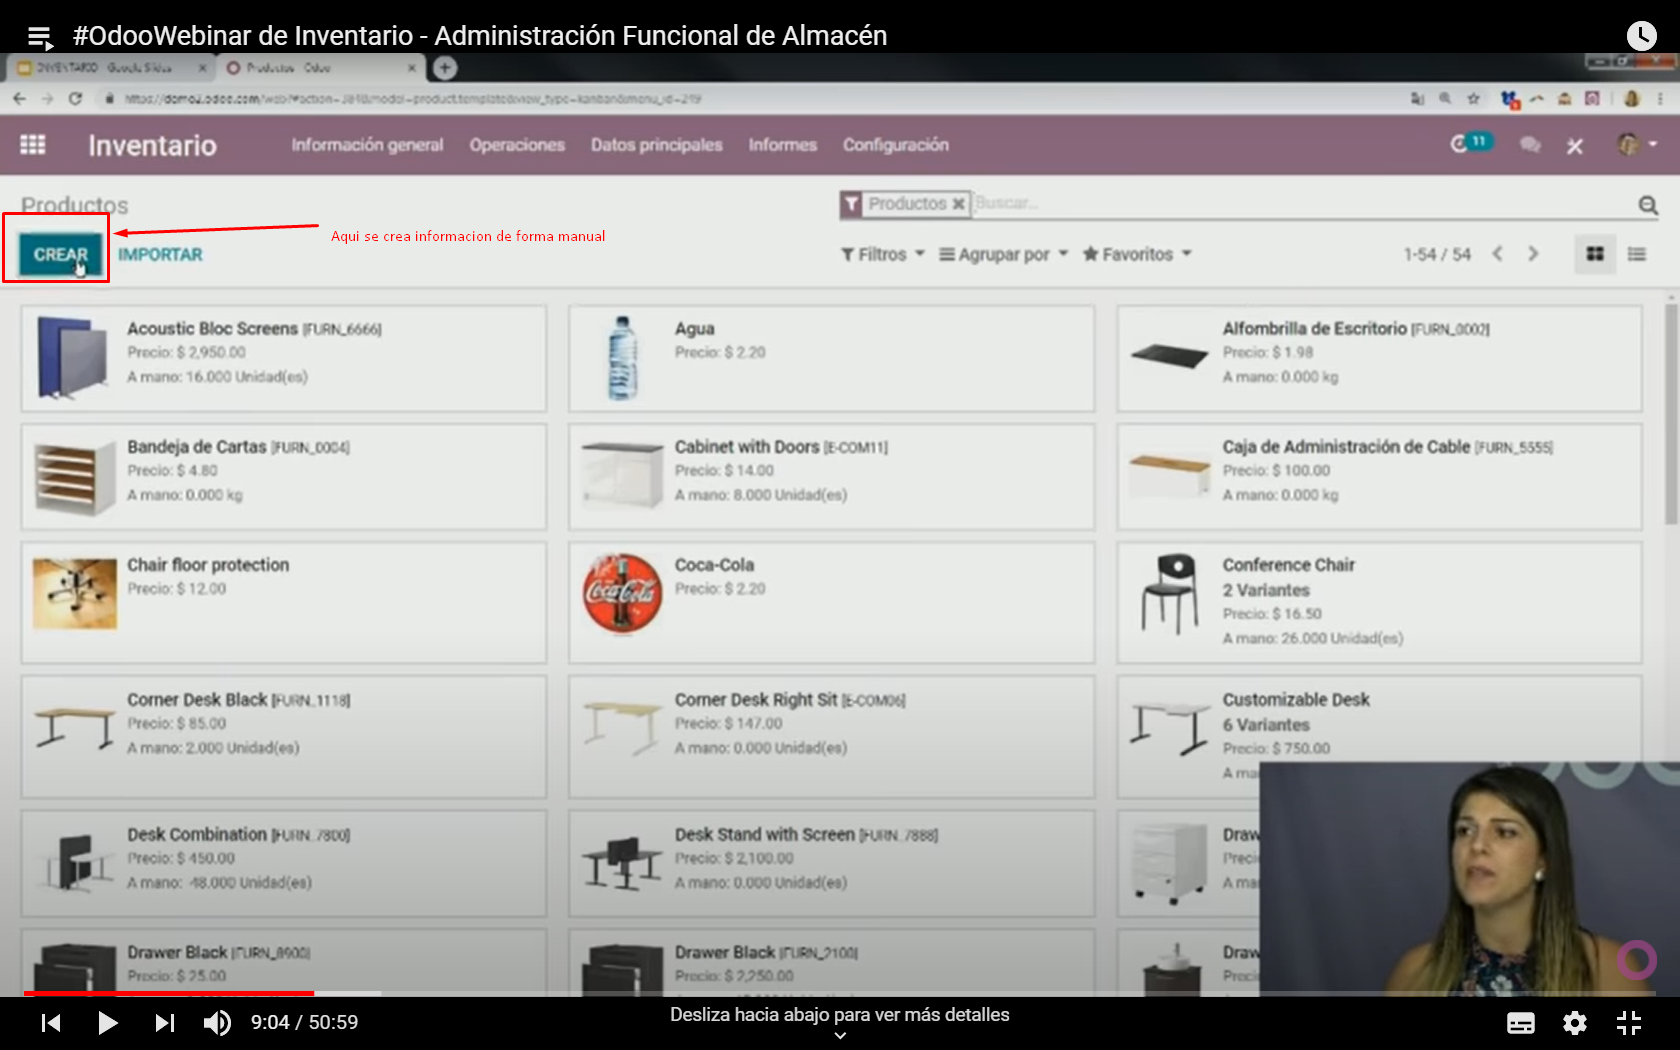 #OdooWebinar de Inventario - Administración Funcional de Almacén
INVENTARIO - Google Slides
Productos - Odoo
Inventario
Información general
Operaciones
Datos principales
Informes
Configuración
11
Productos
Productos
Buscar...
CREAR
IMPORTAR
Aqui se crea informacion de forma manual
Filtros
Agrupar por
Favoritos
1-54 / 54
Acoustic Bloc Screens [FURN_6666]
Precio: $ 2,950.00
A mano: 16.000 Unidad(es)
Agua
Precio: $ 2.20
Alfombrilla de Escritorio [FURN_0002]
Precio: $ 1.98
A mano: 0.000 kg
Bandeja de Cartas [FURN_0004]
Precio: $ 4.80
A mano: 0.000 kg
Cabinet with Doors [E-COM11]
Precio: $ 14.00
A mano: 8.000 Unidad(es)
Caja de Administración de Cable [FURN_5555]
Precio: $ 100.00
A mano: 0.000 kg
Chair floor protection
Precio: $ 12.00
Coca-Cola
Coca-Cola
Precio: $ 2.20
Conference Chair
2 Variantes
Precio: $ 16.50
A mano: 26.000 Unidad(es)
Corner Desk Black [FURN_1118]
Precio: $ 85.00
A mano: 2.000 Unidad(es)
Corner Desk Right Sit [E-COM06]
Precio: $ 147.00
A mano: 0.000 Unidad(es)
Customizable Desk
6 Variantes
Precio: $ 750.00
A ma
Desk Combination [FURN_7800]
Precio: $ 450.00
A mano: -48.000 Unidad(es)
Desk Stand with Screen [FURN_7888]
Precio: $ 2,100.00
A mano: 0.000 Unidad(es)
Draw
Preci
A ma
Drawer Black [FURN_8900]
Precio: $ 25.00
Drawer Black [FURN_2100]
Precio: $ 2,250.00
Draw
Preci
9:04 / 50:59
Desliza hacia abajo para ver más detalles